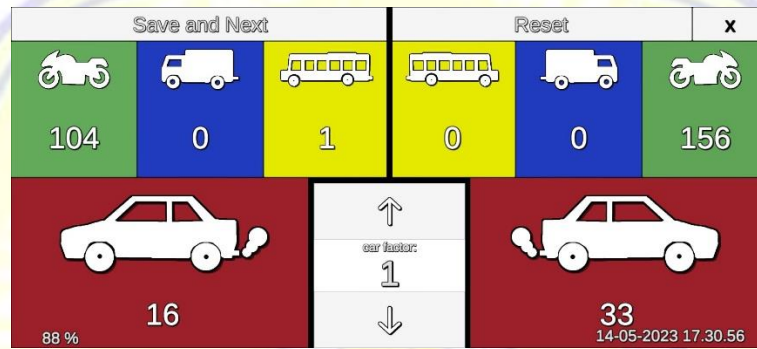 Save and Next Reset x
104 0 1 0 0 156
car factor:
1
16 33
88 % 14-05-2023 17.30.56